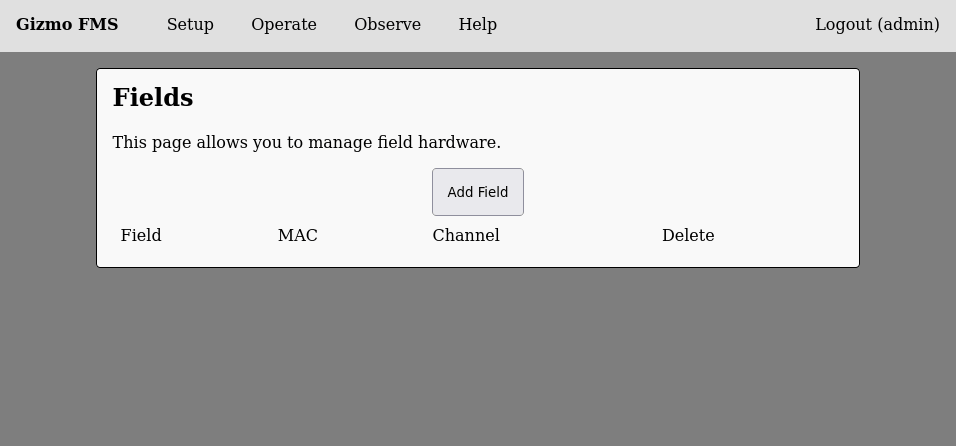 Gizmo FMS Setup Operate Observe Help Logout (admin)
Fields
This page allows you to manage field hardware.
Add Field
Field MAC Channel Delete